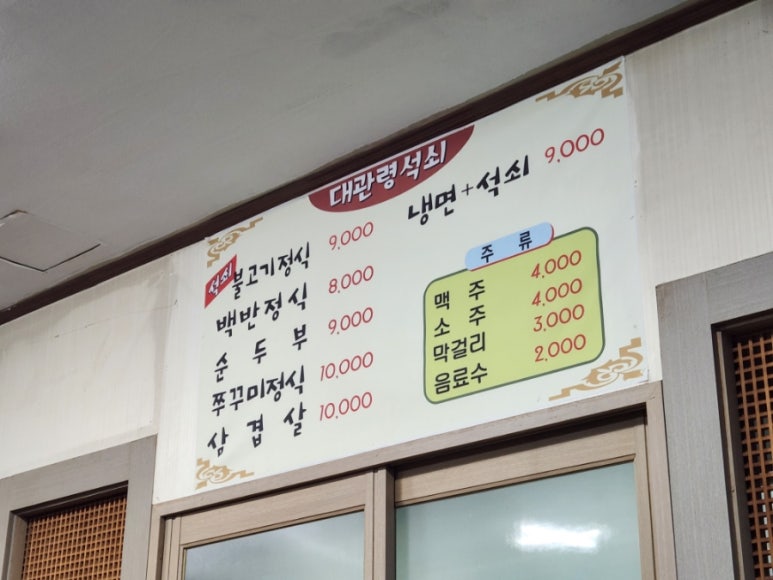 대관령석쇠
석쇠 불고기정식 9,000
백반정식 8,000
순두부 9,000
쭈꾸미정식 10,000
삼겹살 10,000
냉면+석쇠 9,000
주류
맥주 4,000
소주 4,000
막걸리 3,000
음료수 2,000